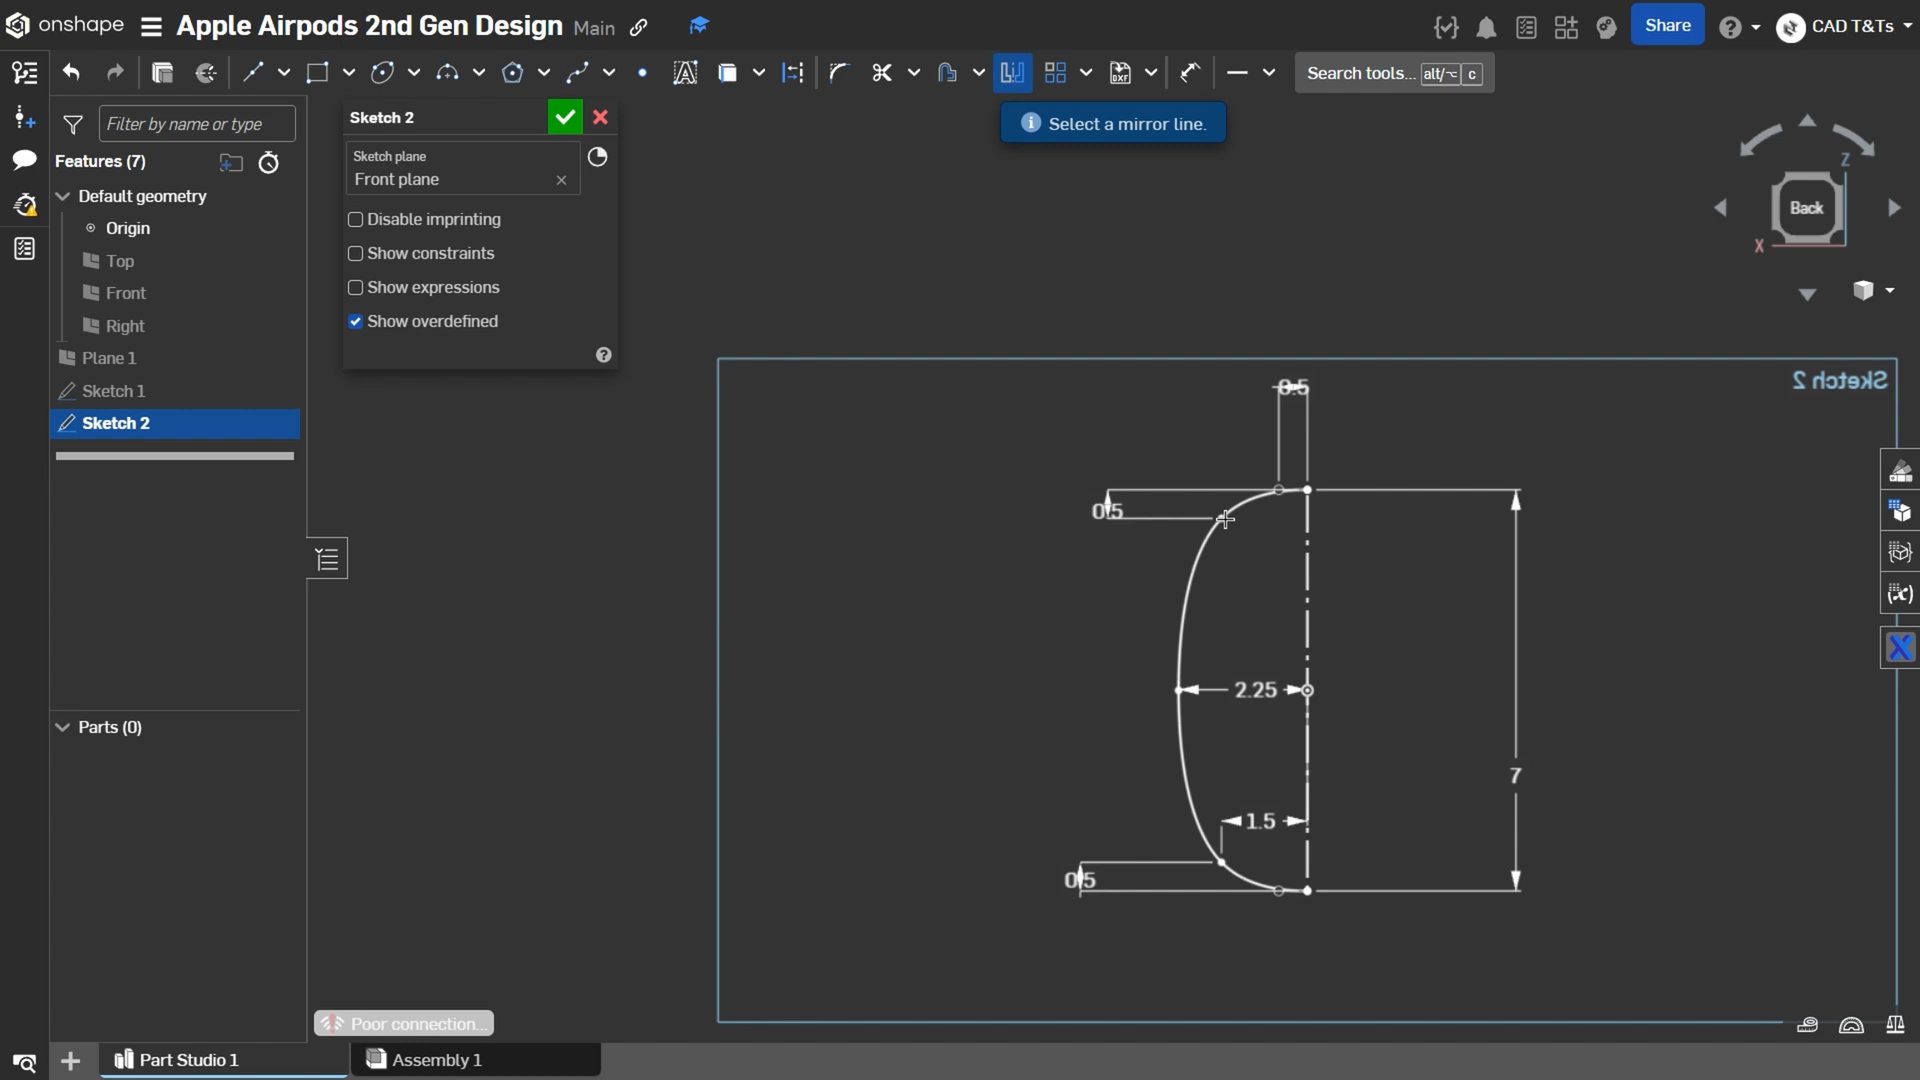 onshape Apple Airpods 2nd Gen Design Main Share CAD T&Ts
Search tools... alt/⌥ c
Filter by name or type
Features (7)
Default geometry
Origin
Top
Front
Right
Plane 1
Sketch 1
Sketch 2
Parts (0)
Sketch 2
Sketch plane
Front plane
Disable imprinting
Show constraints
Show expressions
Show overdefined
Select a mirror line.
Z
Back
X
Sketch 2
0.5
0.5
2.25
7
1.5
0.5
Poor connection...
Part Studio 1
Assembly 1